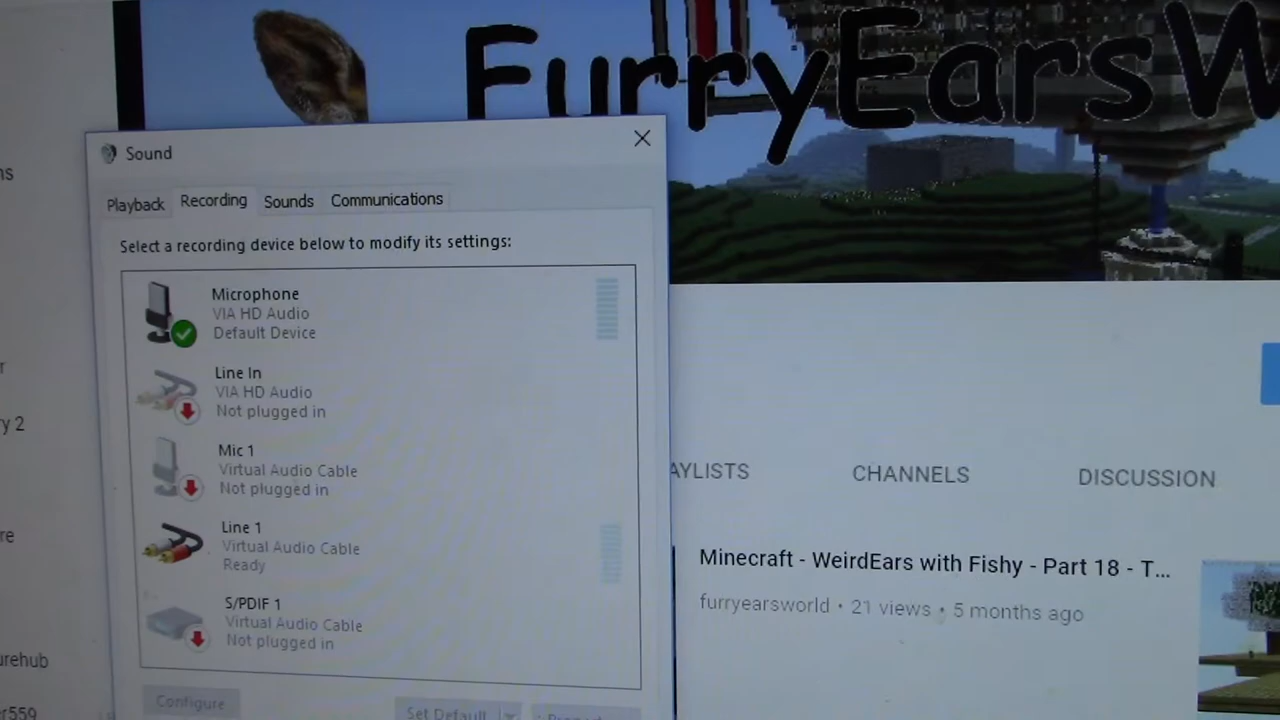 FurryEarsW
ns
Sound
Playback Recording Sounds Communications
Select a recording device below to modify its settings:
Microphone
VIA HD Audio
Default Device
Line In
VIA HD Audio
Not plugged in
Mic 1
Virtual Audio Cable
Not plugged in
Line 1
Virtual Audio Cable
Ready
S/PDIF 1
Virtual Audio Cable
Not plugged in
Configure
Set Default
r
ry 2
re
urehub
r559
AYLISTS CHANNELS DISCUSSION
Minecraft - WeirdEars with Fishy - Part 18 - T...
furryearsworld • 21 views • 5 months ago